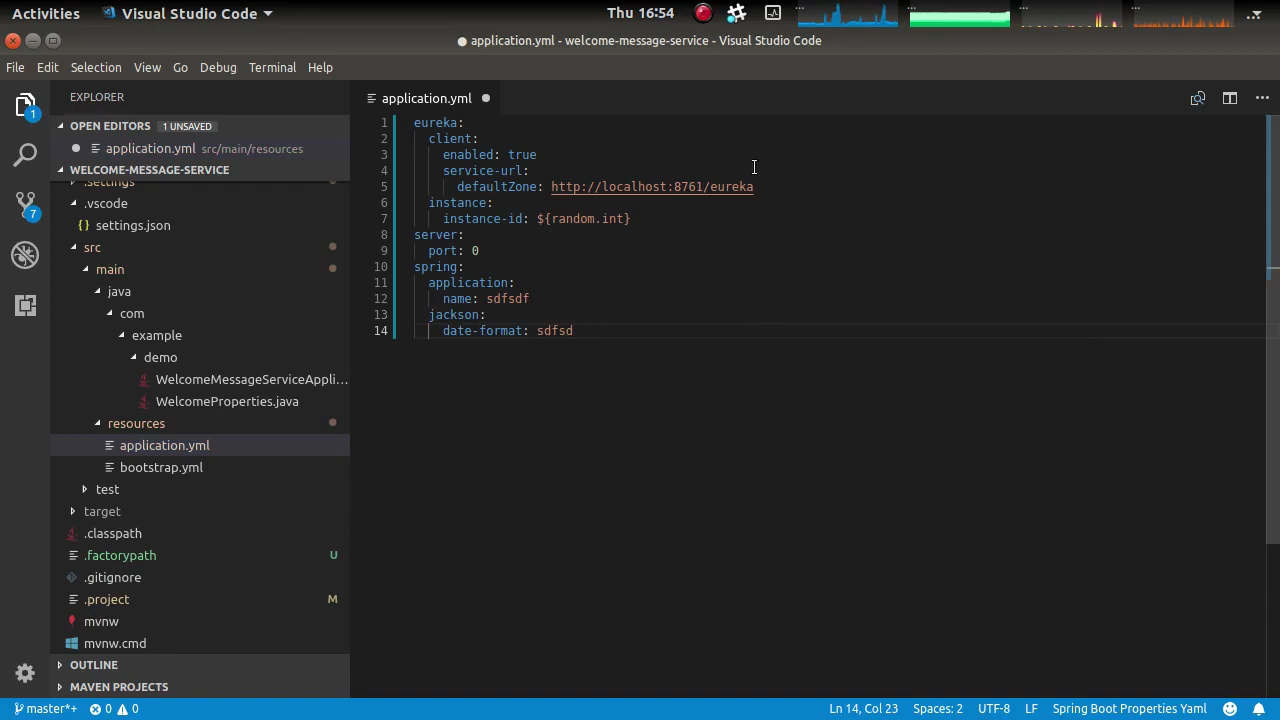 Activities
Visual Studio Code
Thu 16:54
● application.yml - welcome-message-service - Visual Studio Code
File Edit Selection View Go Debug Terminal Help
EXPLORER
OPEN EDITORS 1 UNSAVED
application.yml src/main/resources
WELCOME-MESSAGE-SERVICE
.settings
.vscode
{ } settings.json
src
main
java
com
example
demo
WelcomeMessageServiceAppli...
WelcomeProperties.java
resources
application.yml
bootstrap.yml
test
target
.classpath
.factorypath U
.gitignore
.project M
mvnw
mvnw.cmd
OUTLINE
MAVEN PROJECTS
1
7
application.yml
1 eureka:
2   client:
3     enabled: true
4     service-url:
5       defaultZone: http://localhost:8761/eureka
6   instance:
7     instance-id: ${random.int}
8 server:
9   port: 0
10 spring:
11   application:
12     name: sdfsdf
13   jackson:
14     date-format: sdfsd
master*+ 0 0 Ln 14, Col 23 Spaces: 2 UTF-8 LF Spring Boot Properties Yaml